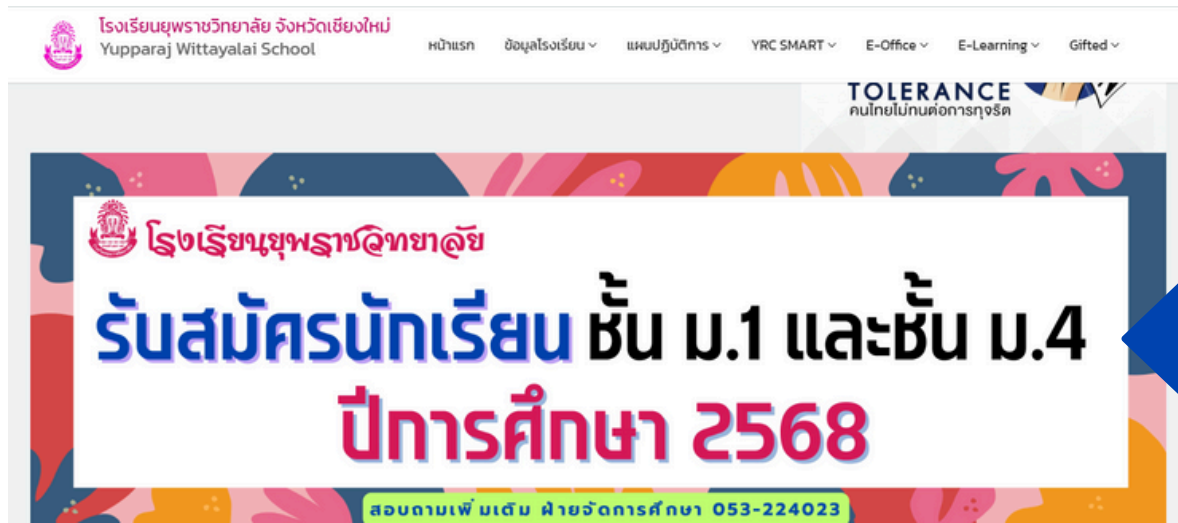 โรงเรียนยุพราชวิทยาลัย จังหวัดเชียงใหม่
Yupparaj Wittayalai School
หน้าแรก ข้อมูลโรงเรียน แผนปฏิบัติการ YRC SMART E-Office E-Learning Gifted
TOLERANCE
คนไทยไม่ทนต่อการทุจริต
โรงเรียนยุพราชวิทยาลัย
รับสมัครนักเรียน ชั้น ม.1 และชั้น ม.4
ปีการศึกษา 2568
สอบถามเพิ่มเติม ฝ่ายจัดการศึกษา 053-224023